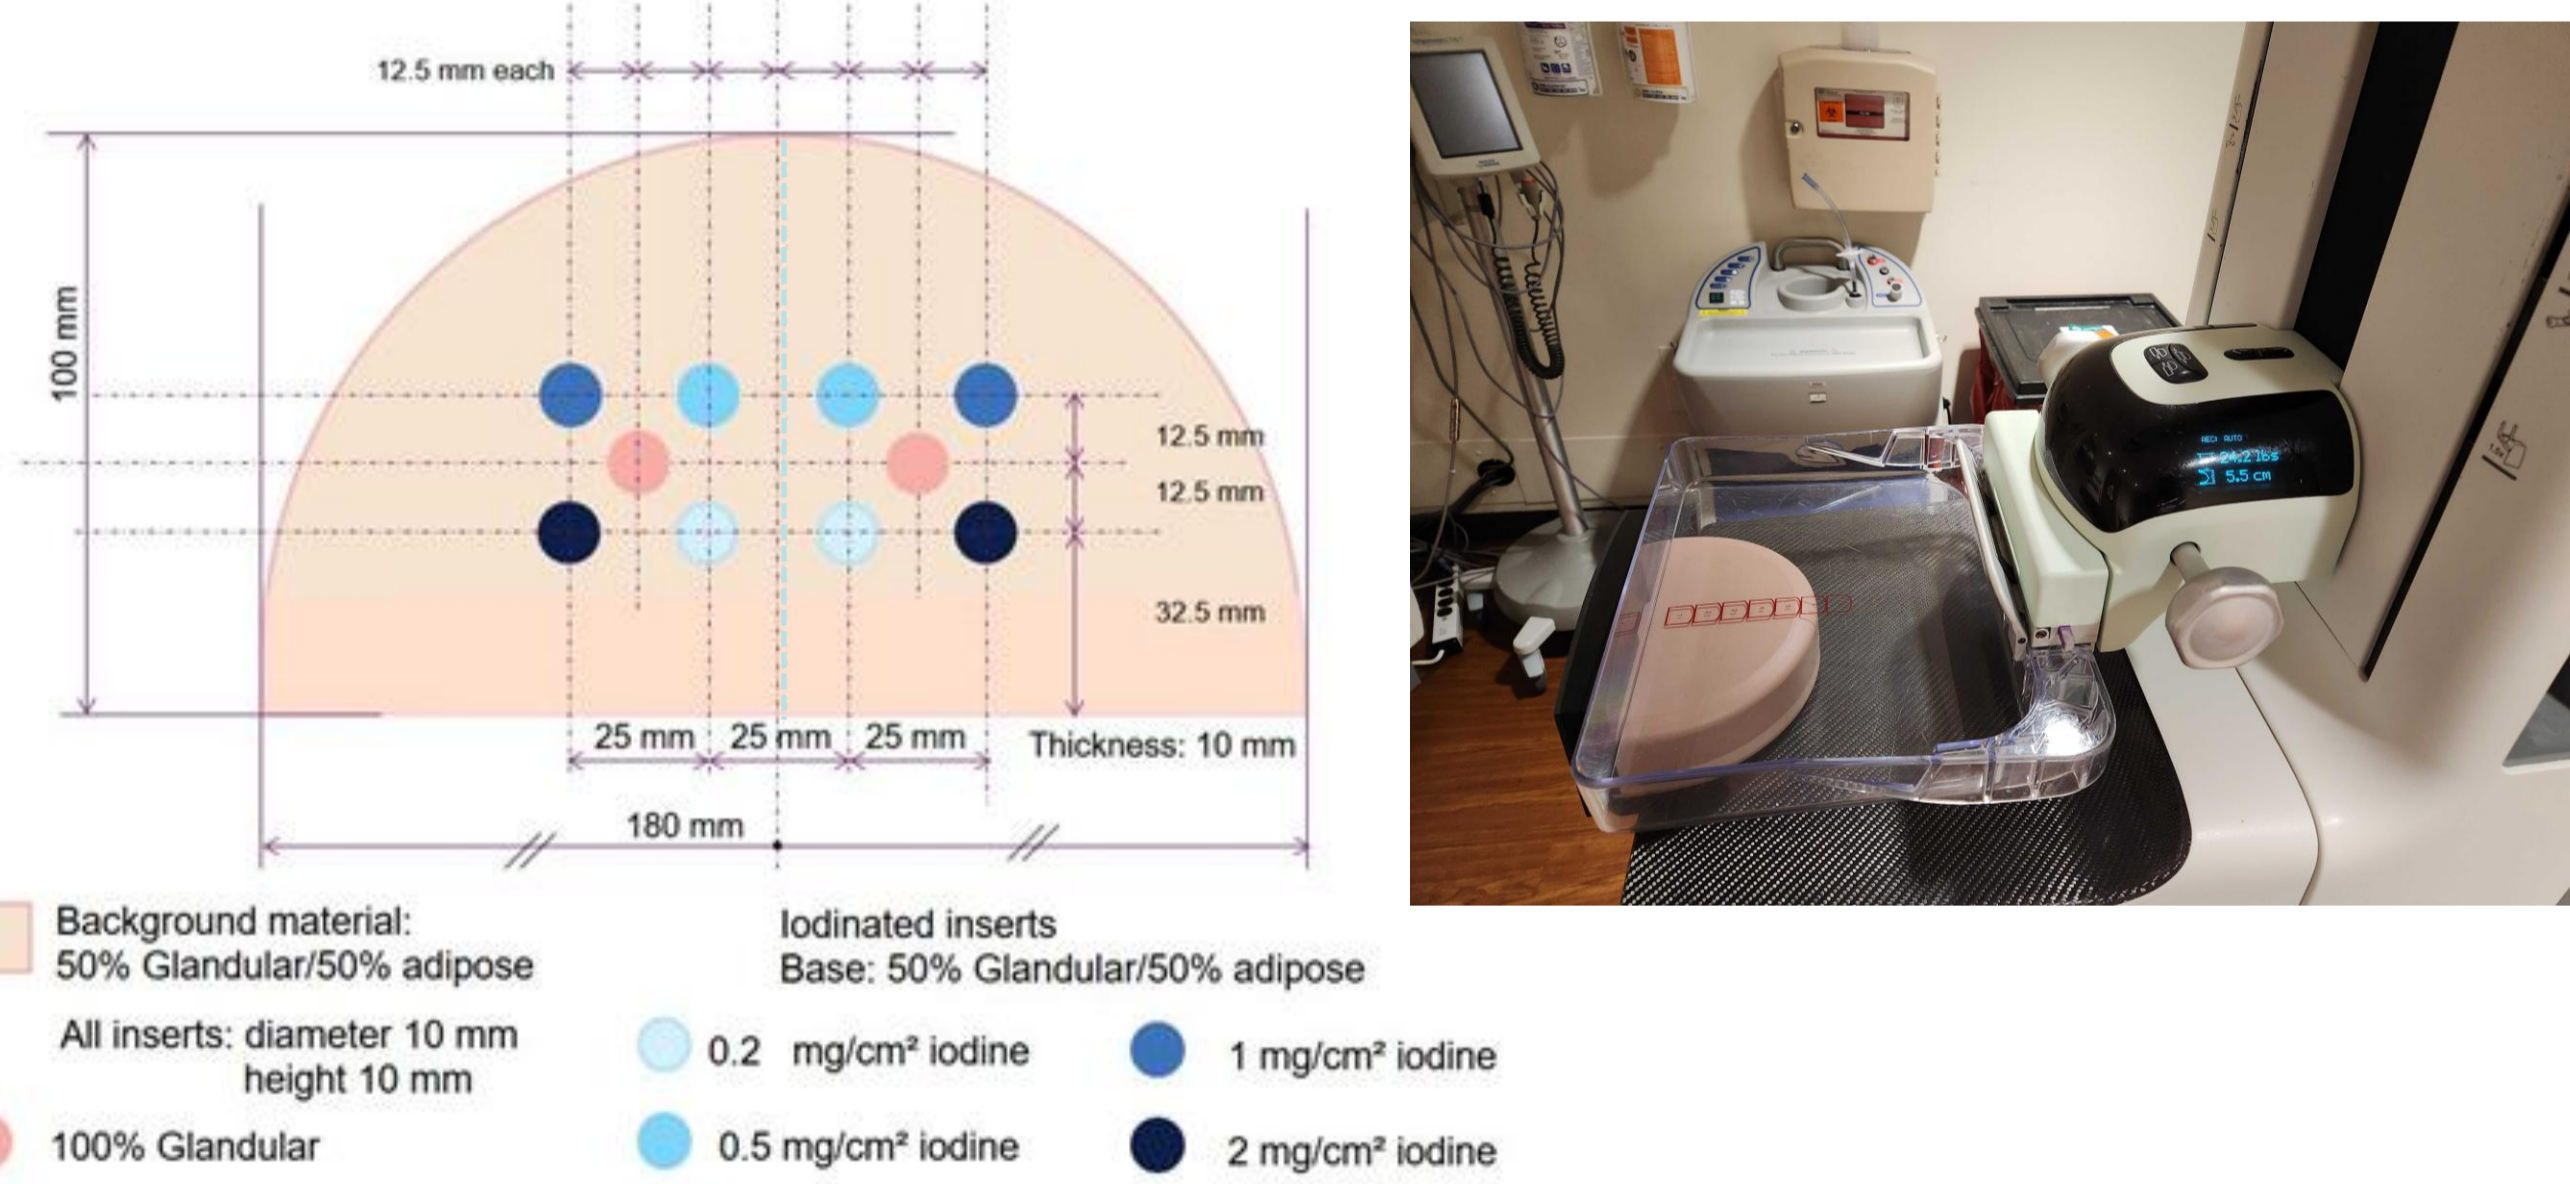 12.5 mm each
100 mm
12.5 mm
12.5 mm
32.5 mm
25 mm 25 mm 25 mm
Thickness: 10 mm
180 mm
Background material:
50% Glandular/50% adipose
All inserts: diameter 10 mm
height 10 mm
100% Glandular
Iodinated inserts
Base: 50% Glandular/50% adipose
0.2 mg/cm² iodine
0.5 mg/cm² iodine
1 mg/cm² iodine
2 mg/cm² iodine
AUTO
24.2 lbs
5.5 cm